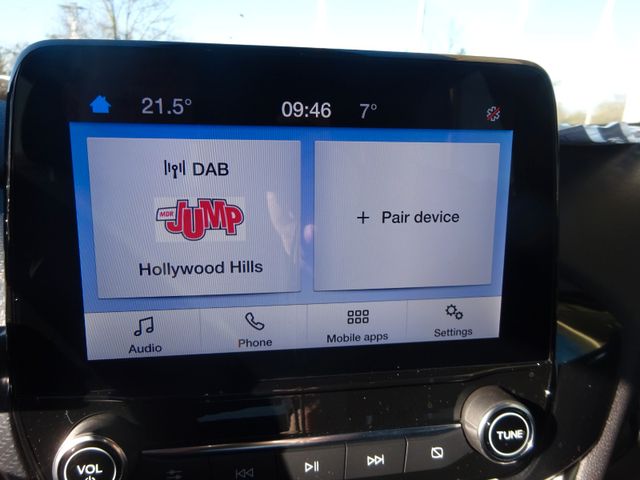 21.5° 09:46 7°
DAB
MDR JUMP
Hollywood Hills
+ Pair device
Audio Phone Mobile apps Settings
VOL
TUNE